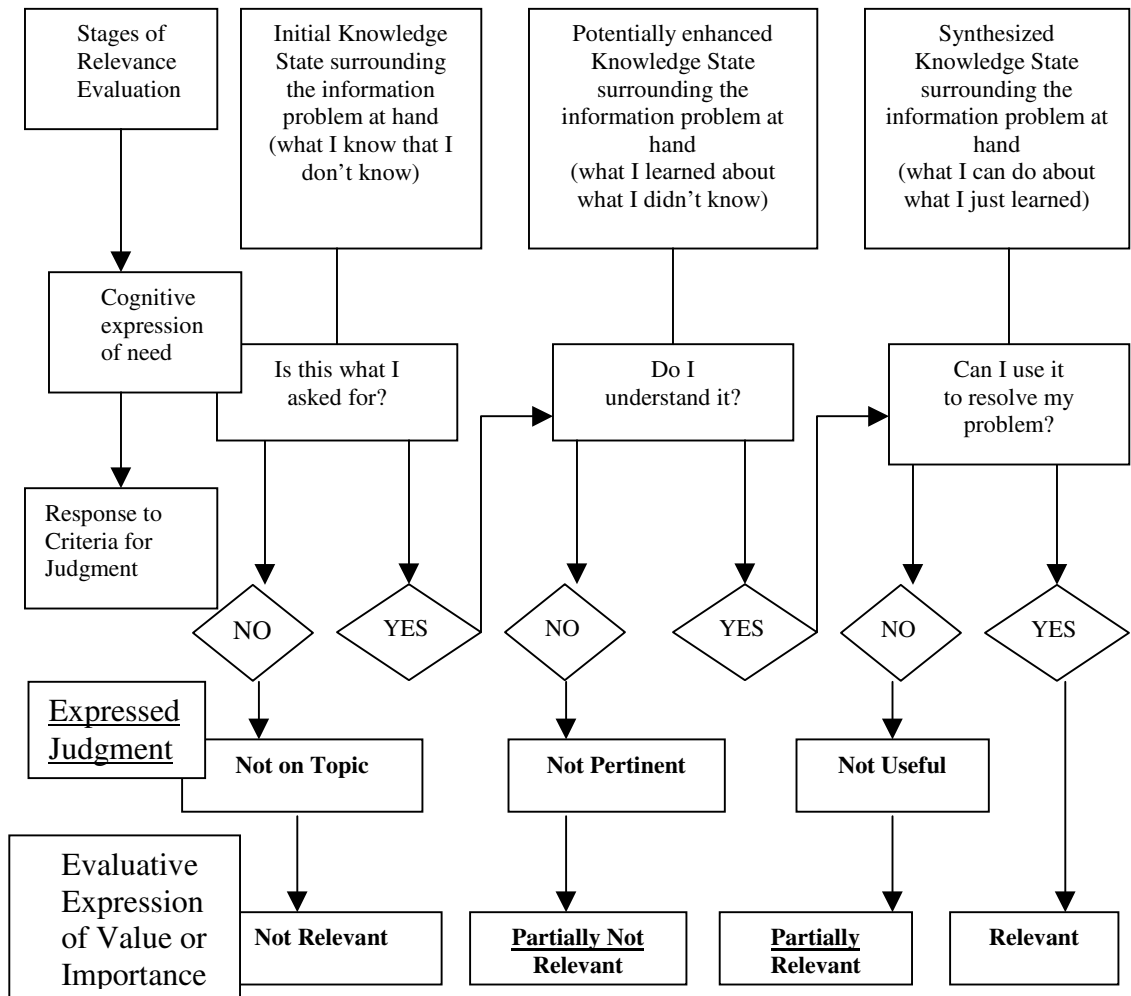 Stages of
Relevance
Evaluation
Initial Knowledge
State surrounding
the information
problem at hand
(what I know that I
don't know)
Potentially enhanced
Knowledge State
surrounding the
information problem at
hand
(what I learned about
what I didn't know)
Synthesized
Knowledge State
surrounding the
information problem at
hand
(what I can do about
what I just learned)
Cognitive
expression
of need
Is this what I
asked for?
Do I
understand it?
Can I use it
to resolve my
problem?
Response to
Criteria for
Judgment
NO
YES
NO
YES
NO
YES
Expressed
Judgment
Not on Topic
Not Pertinent
Not Useful
Evaluative
Expression
of Value or
Importance
Not Relevant
Partially Not
Relevant
Partially
Relevant
Relevant